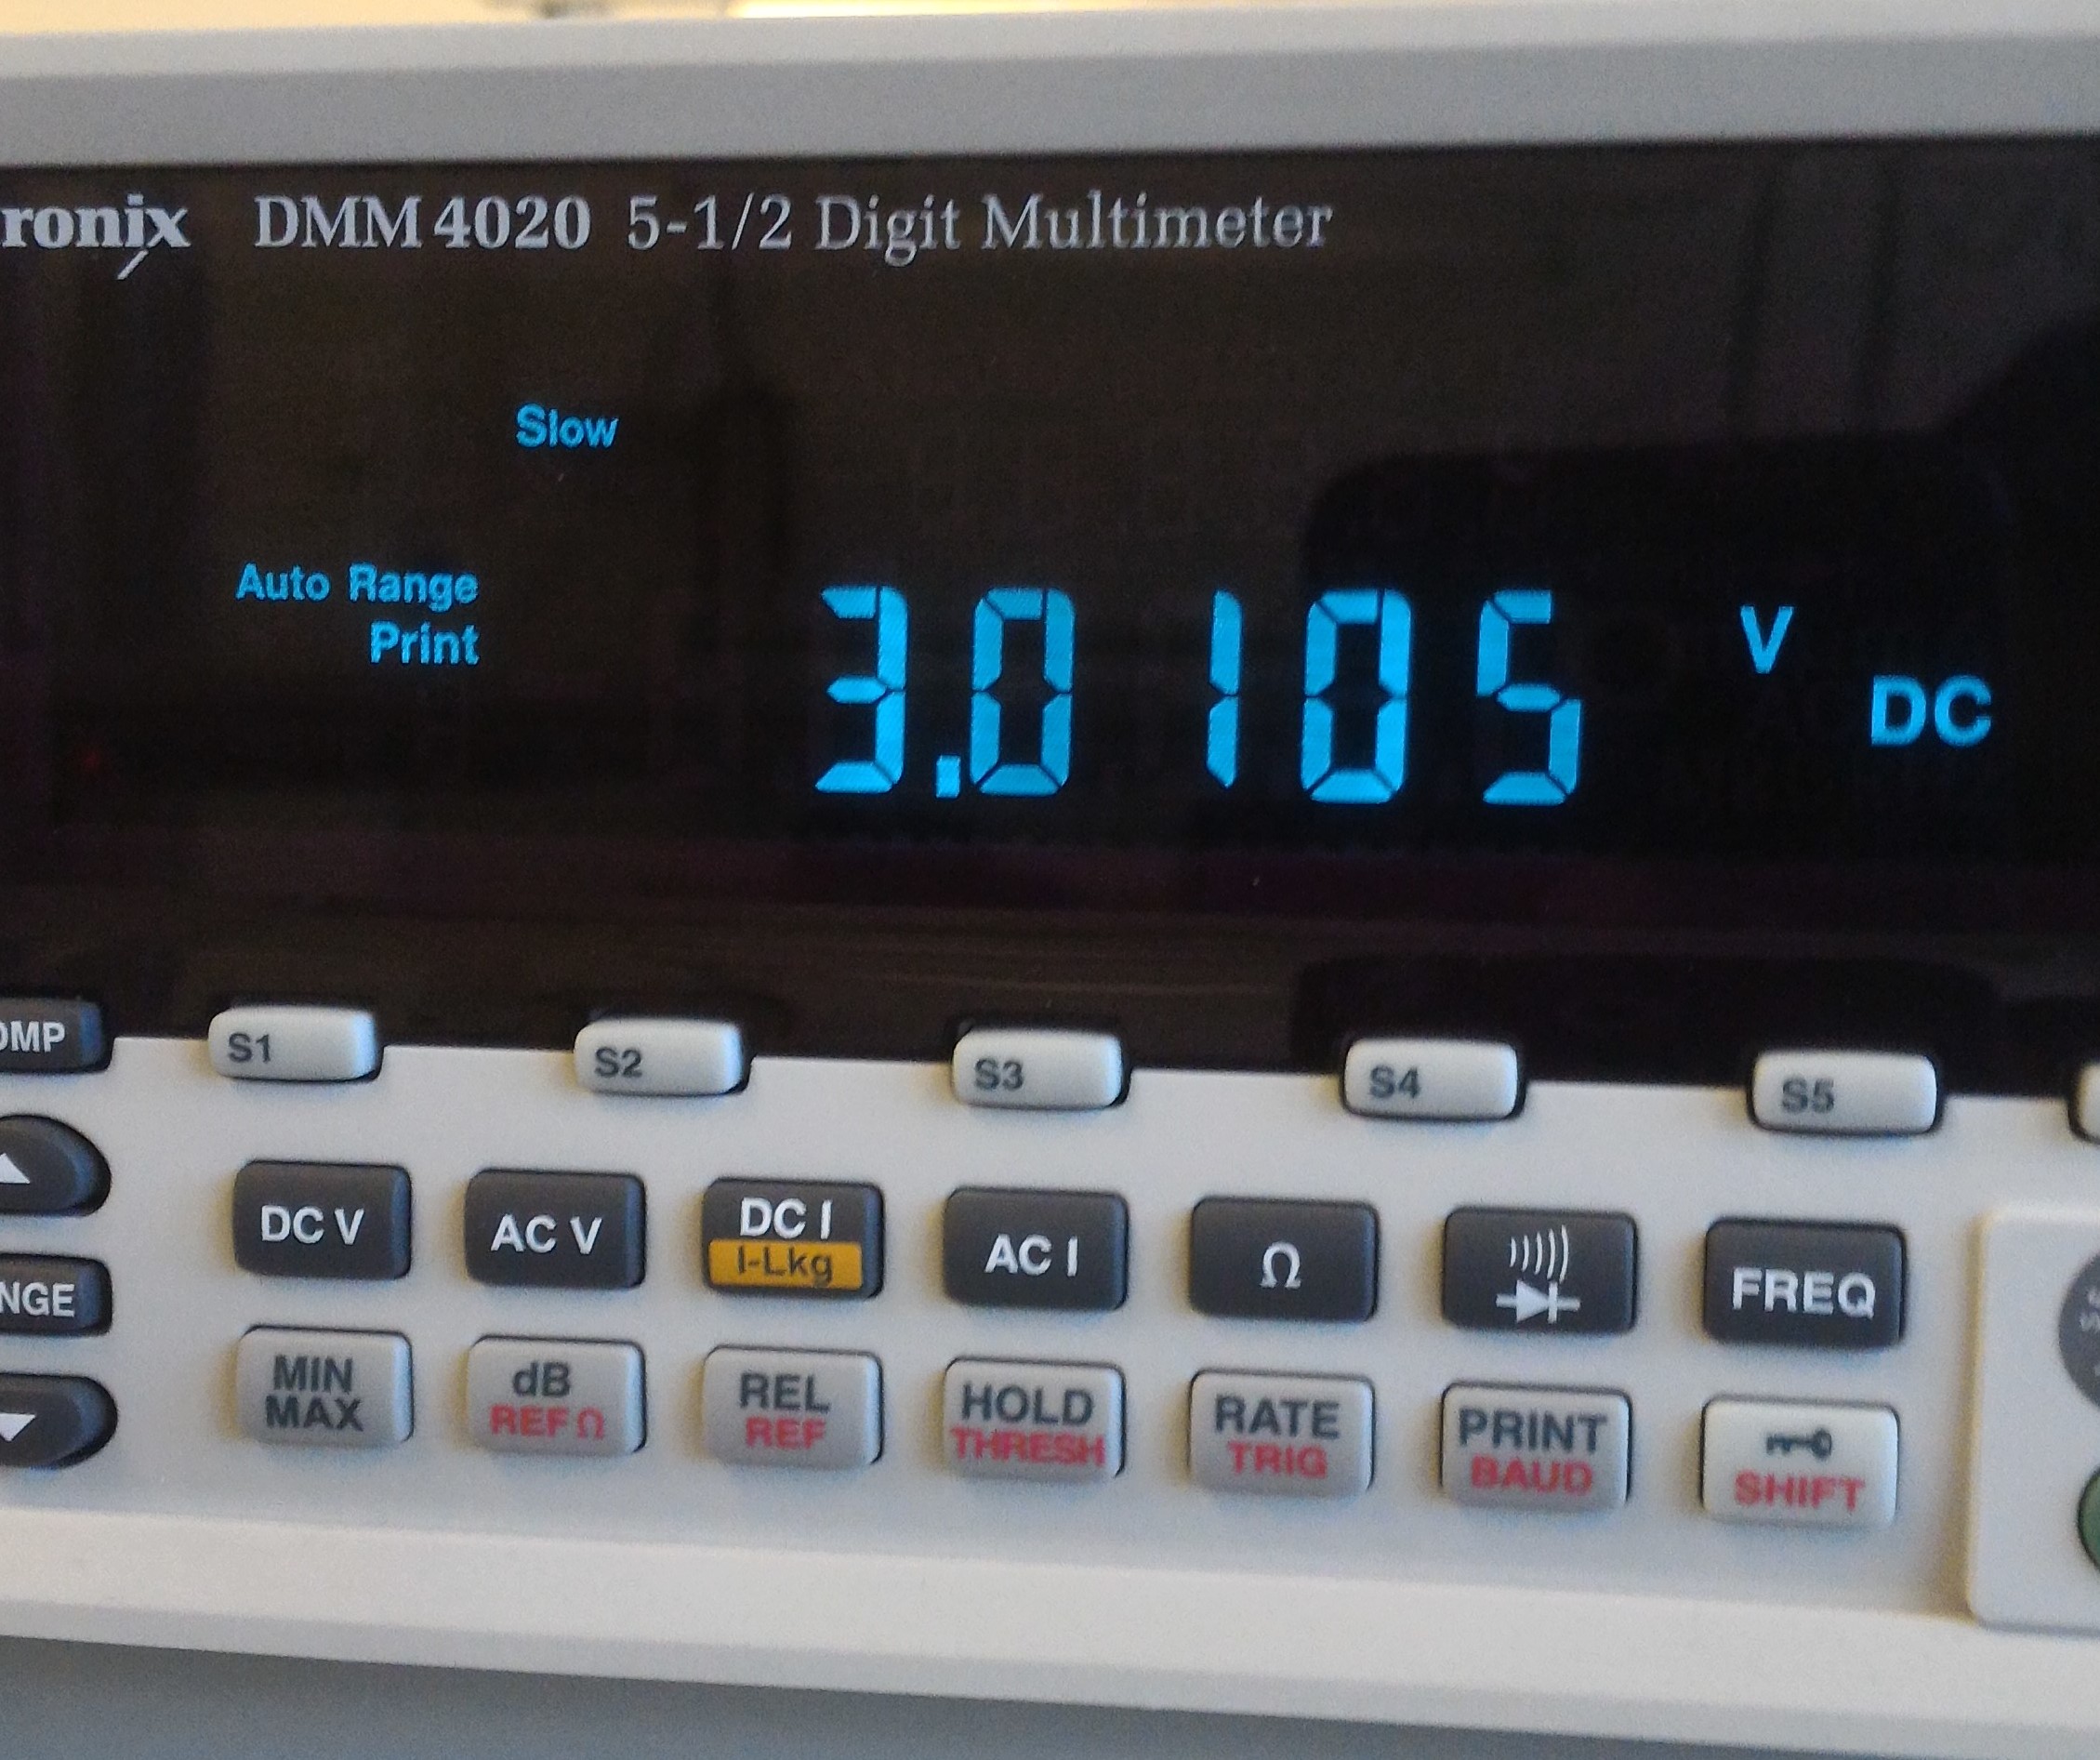 ronix DMM 4020 5-1/2 Digit Multimeter
Slow
Auto Range
Print
3.0105 V DC
OMP
S1 S2 S3 S4 S5
DC V AC V DC I I-Lkg AC I Ω FREQ
NGE
MIN MAX dB REF Ω REL REF HOLD THRESH RATE TRIG PRINT BAUD SHIFT